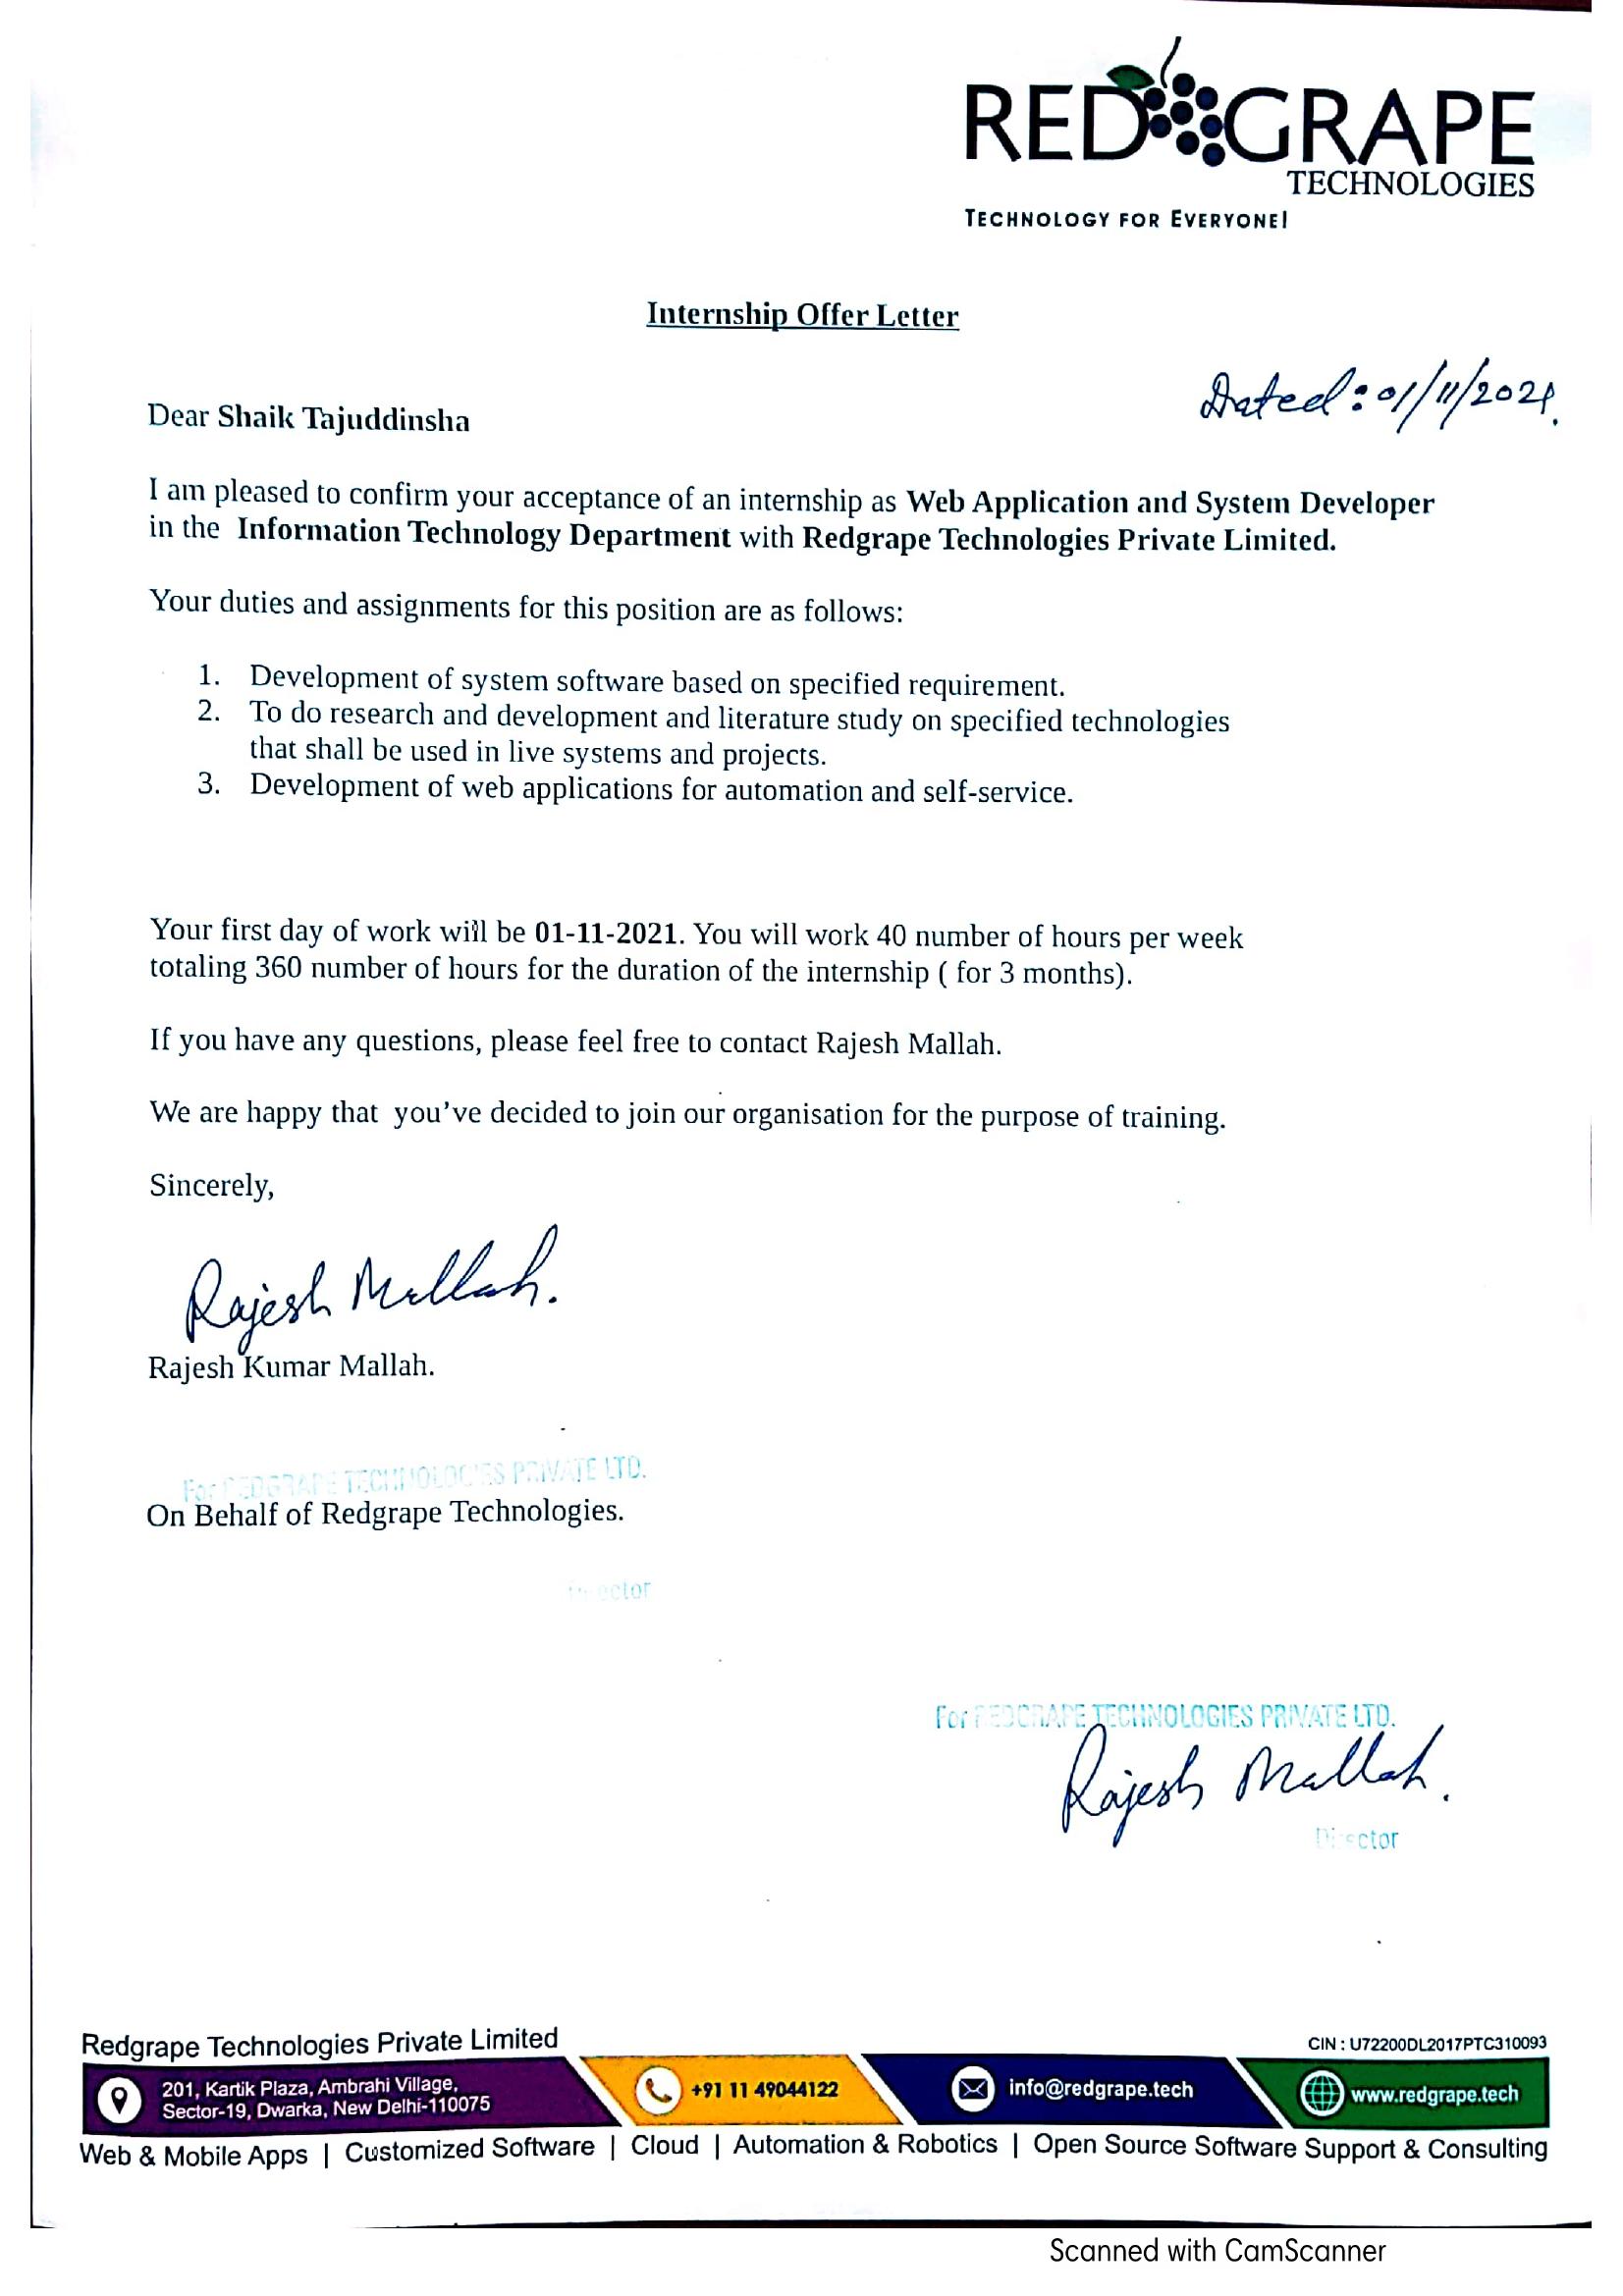 REDGRAPE
TECHNOLOGIES
TECHNOLOGY FOR EVERYONE!
Internship Offer Letter
Dated: 01/11/2021.
Dear Shaik Tajuddinsha
I am pleased to confirm your acceptance of an internship as Web Application and System Developer
in the Information Technology Department with Redgrape Technologies Private Limited.
Your duties and assignments for this position are as follows:
1. Development of system software based on specified requirement.
2. To do research and development and literature study on specified technologies
that shall be used in live systems and projects.
3. Development of web applications for automation and self-service.
Your first day of work will be 01-11-2021. You will work 40 number of hours per week
totaling 360 number of hours for the duration of the internship ( for 3 months).
If you have any questions, please feel free to contact Rajesh Mallah.
We are happy that you've decided to join our organisation for the purpose of training.
Sincerely,
Rajesh Mallah.
Rajesh Kumar Mallah.
For REDGRAPE TECHNOLOGIES PRIVATE LTD.
On Behalf of Redgrape Technologies.
Director
For REDGRAPE TECHNOLOGIES PRIVATE LTD.
Rajesh Mallah.
Director
Redgrape Technologies Private Limited
CIN : U72200DL2017PTC310093
201, Kartik Plaza, Ambrahi Village,
Sector-19, Dwarka, New Delhi-110075
+91 11 49044122
info@redgrape.tech
www.redgrape.tech
Web & Mobile Apps | Customized Software | Cloud | Automation & Robotics | Open Source Software Support & Consulting
Scanned with CamScanner